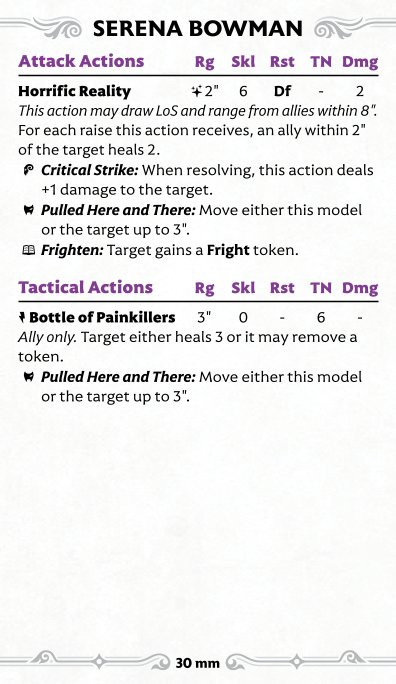 SERENA BOWMAN
Attack Actions Rg Skl Rst TN Dmg
Horrific Reality 2" 6 Df - 2
This action may draw LoS and range from allies within 8".
For each raise this action receives, an ally within 2"
of the target heals 2.
Critical Strike: When resolving, this action deals
+1 damage to the target.
Pulled Here and There: Move either this model
or the target up to 3".
Frighten: Target gains a Fright token.
Tactical Actions Rg Skl Rst TN Dmg
Bottle of Painkillers 3" 0 - 6 -
Ally only. Target either heals 3 or it may remove a
token.
Pulled Here and There: Move either this model
or the target up to 3".
30 mm